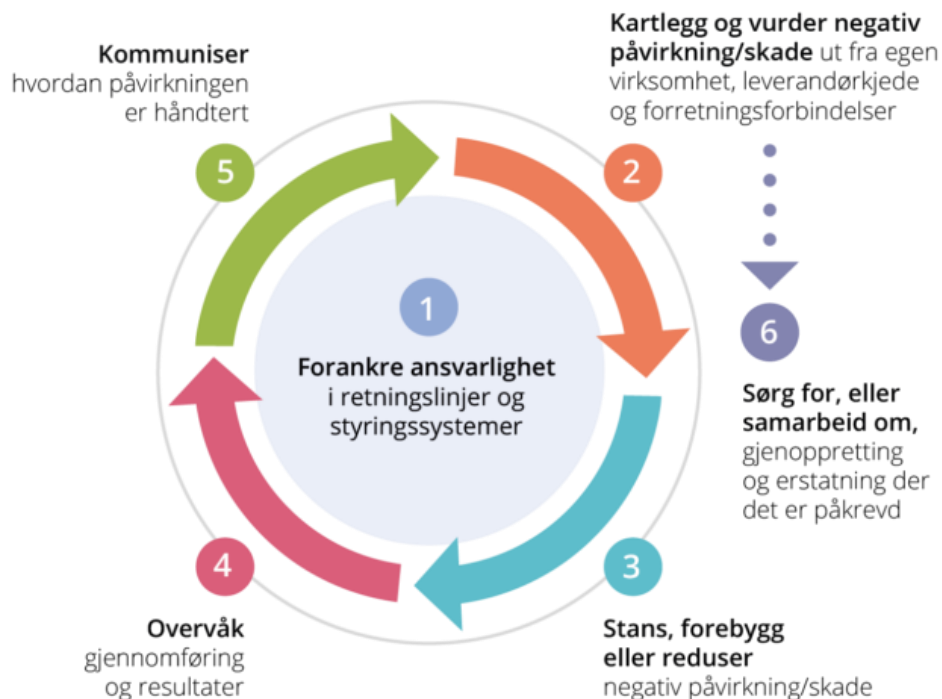 1
Forankre ansvarlighet
i retningslinjer og
styringssystemer
2
Kartlegg og vurder negativ
påvirkning/skade ut fra egen
virksomhet, leverandørkjede
og forretningsforbindelser
3
Stans, forebygg
eller reduser
negativ påvirkning/skade
4
Overvåk
gjennomføring
og resultater
5
Kommuniser
hvordan påvirkningen
er håndtert
6
Sørg for, eller
samarbeid om,
gjenoppretting
og erstatning der
det er påkrevd